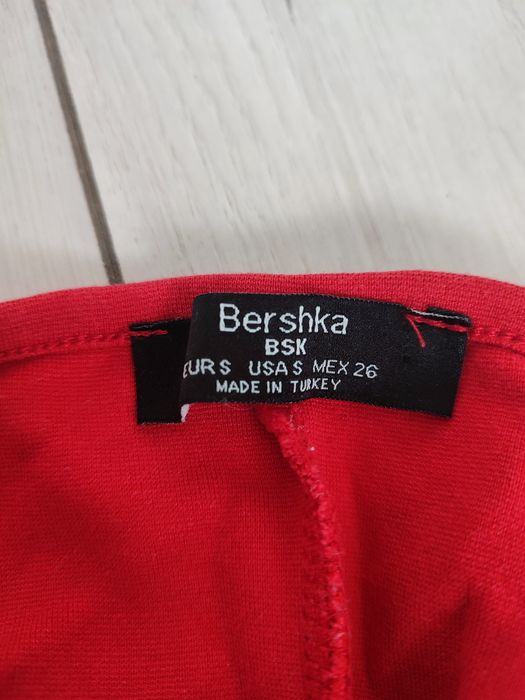 Bershka
BSK
EUR S USA S MEX 26
MADE IN TURKEY